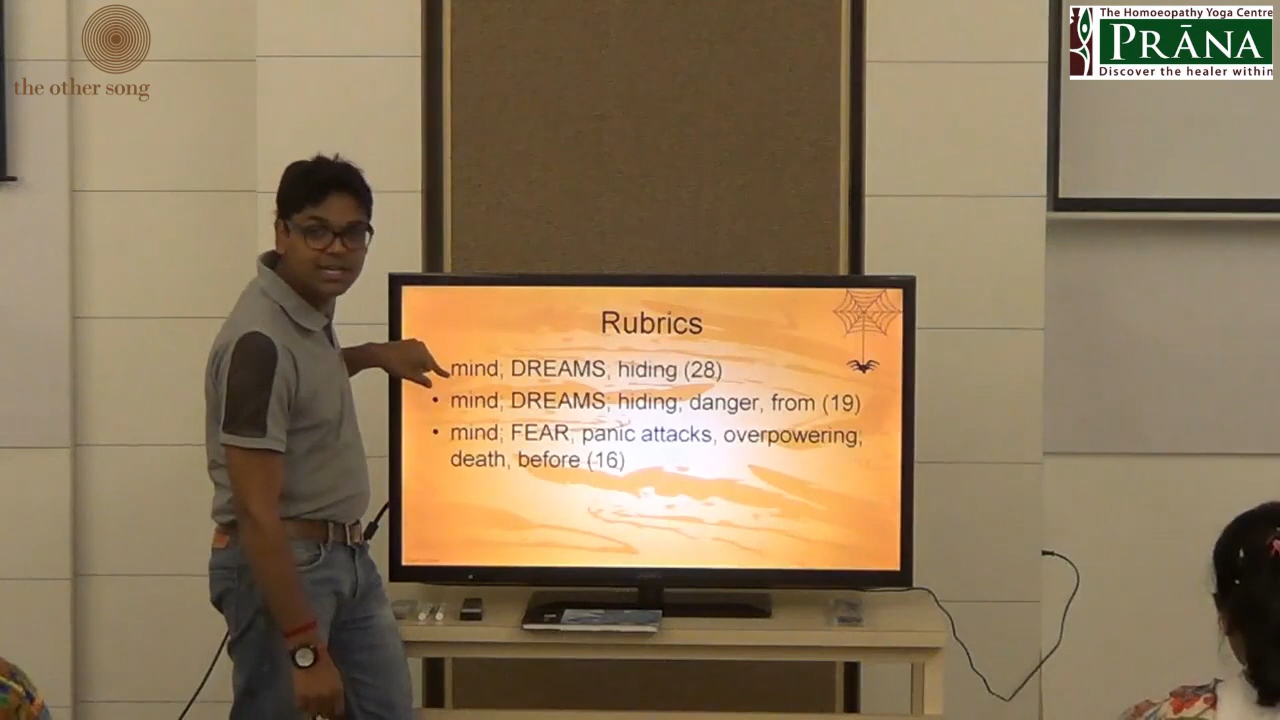 the other song
The Homoeopathy Yoga Centre
PRĀNA
Discover the healer within
Rubrics
mind; DREAMS, hiding (28)
• mind; DREAMS, hiding; danger, from (19)
• mind; FEAR, panic attacks, overpowering;
death, before (16)